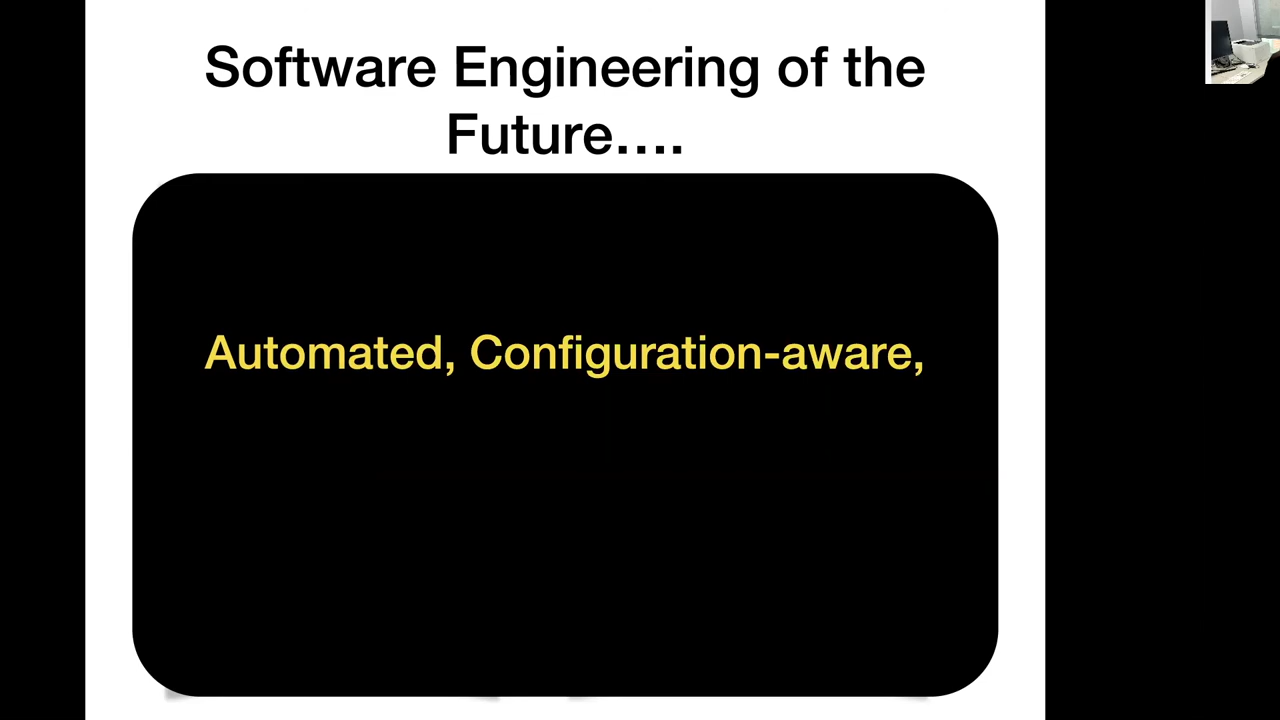 Software Engineering of the
Future....
Automated, Configuration-aware,